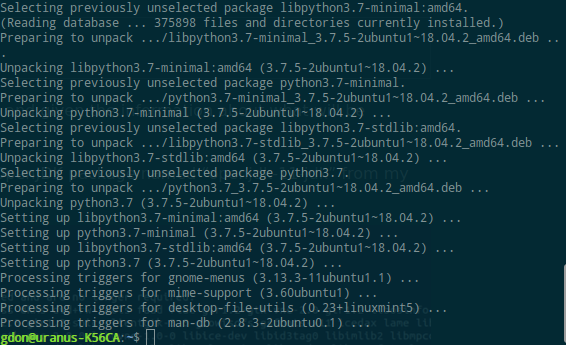 Selecting previously unselected package libpython3.7-minimal:amd64.
(Reading database ... 375898 files and directories currently installed.)
Preparing to unpack .../libpython3.7-minimal_3.7.5-2ubuntu1~18.04.2_amd64.deb ..
.
Unpacking libpython3.7-minimal:amd64 (3.7.5-2ubuntu1~18.04.2) ...
Selecting previously unselected package python3.7-minimal.
Preparing to unpack .../python3.7-minimal_3.7.5-2ubuntu1~18.04.2_amd64.deb ...
Unpacking python3.7-minimal (3.7.5-2ubuntu1~18.04.2) ...
Selecting previously unselected package libpython3.7-stdlib:amd64.
Preparing to unpack .../libpython3.7-stdlib_3.7.5-2ubuntu1~18.04.2_amd64.deb ...
Unpacking libpython3.7-stdlib:amd64 (3.7.5-2ubuntu1~18.04.2) ...
Selecting previously unselected package python3.7.
Preparing to unpack .../python3.7_3.7.5-2ubuntu1~18.04.2_amd64.deb ...
Unpacking python3.7 (3.7.5-2ubuntu1~18.04.2) ...
Setting up libpython3.7-minimal:amd64 (3.7.5-2ubuntu1~18.04.2) ...
Setting up python3.7-minimal (3.7.5-2ubuntu1~18.04.2) ...
Setting up libpython3.7-stdlib:amd64 (3.7.5-2ubuntu1~18.04.2) ...
Setting up python3.7 (3.7.5-2ubuntu1~18.04.2) ...
Processing triggers for gnome-menus (3.13.3-11ubuntu1.1) ...
Processing triggers for mime-support (3.60ubuntu1) ...
Processing triggers for desktop-file-utils (0.23+linuxmint5) ...
Processing triggers for man-db (2.8.3-2ubuntu0.1) ...
gdon@uranus-K56CA:~$